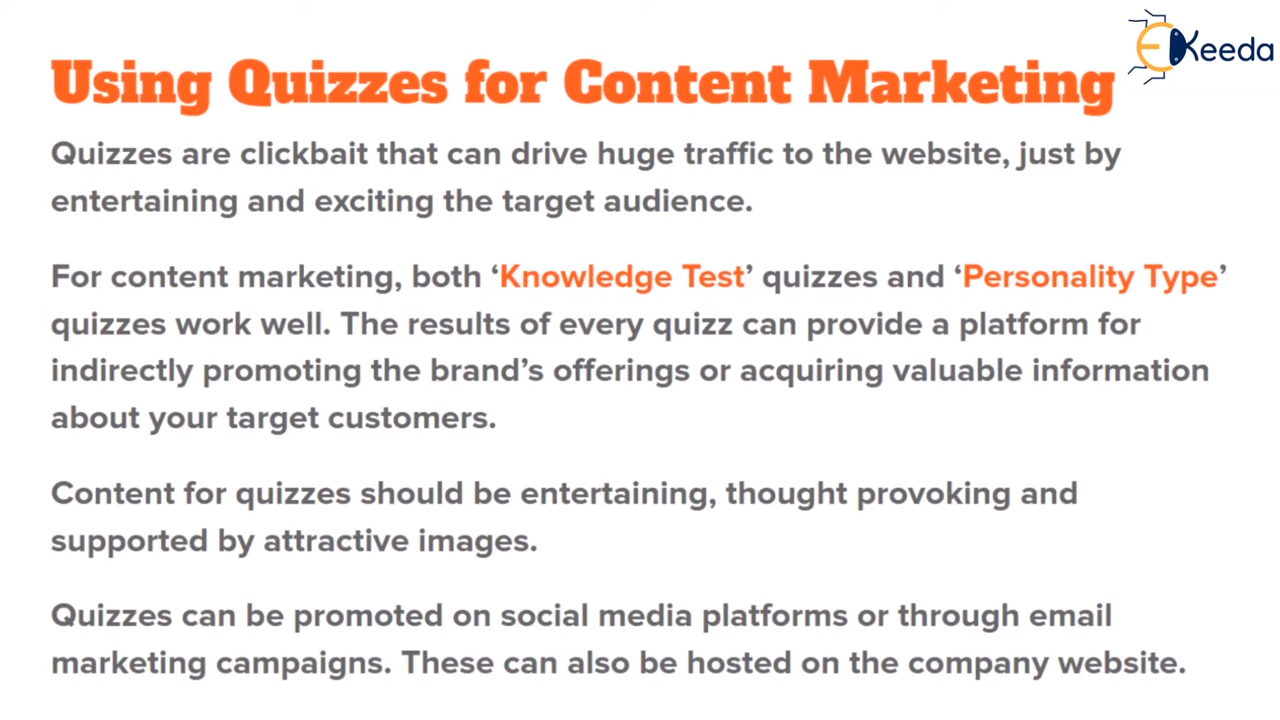 EKeeda
Using Quizzes for Content Marketing
Quizzes are clickbait that can drive huge traffic to the website, just by
entertaining and exciting the target audience.
For content marketing, both ‘Knowledge Test’ quizzes and ‘Personality Type’
quizzes work well. The results of every quizz can provide a platform for
indirectly promoting the brand’s offerings or acquiring valuable information
about your target customers.
Content for quizzes should be entertaining, thought provoking and
supported by attractive images.
Quizzes can be promoted on social media platforms or through email
marketing campaigns. These can also be hosted on the company website.